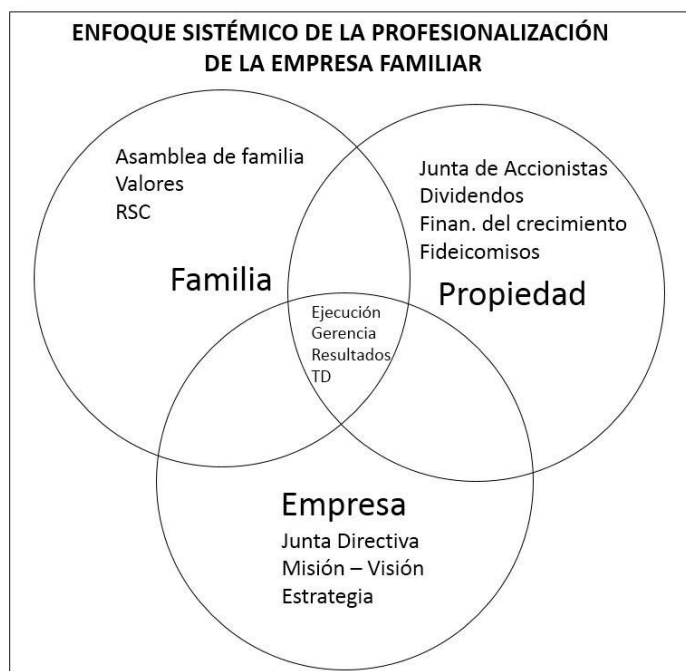 ENFOQUE SISTÉMICO DE LA PROFESIONALIZACIÓN
DE LA EMPRESA FAMILIAR
Asamblea de familia
Valores
RSC
Familia
Junta de Accionistas
Dividendos
Finan. del crecimiento
Fideicomisos
Propiedad
Ejecución
Gerencia
Resultados
TD
Empresa
Junta Directiva
Misión – Visión
Estrategia